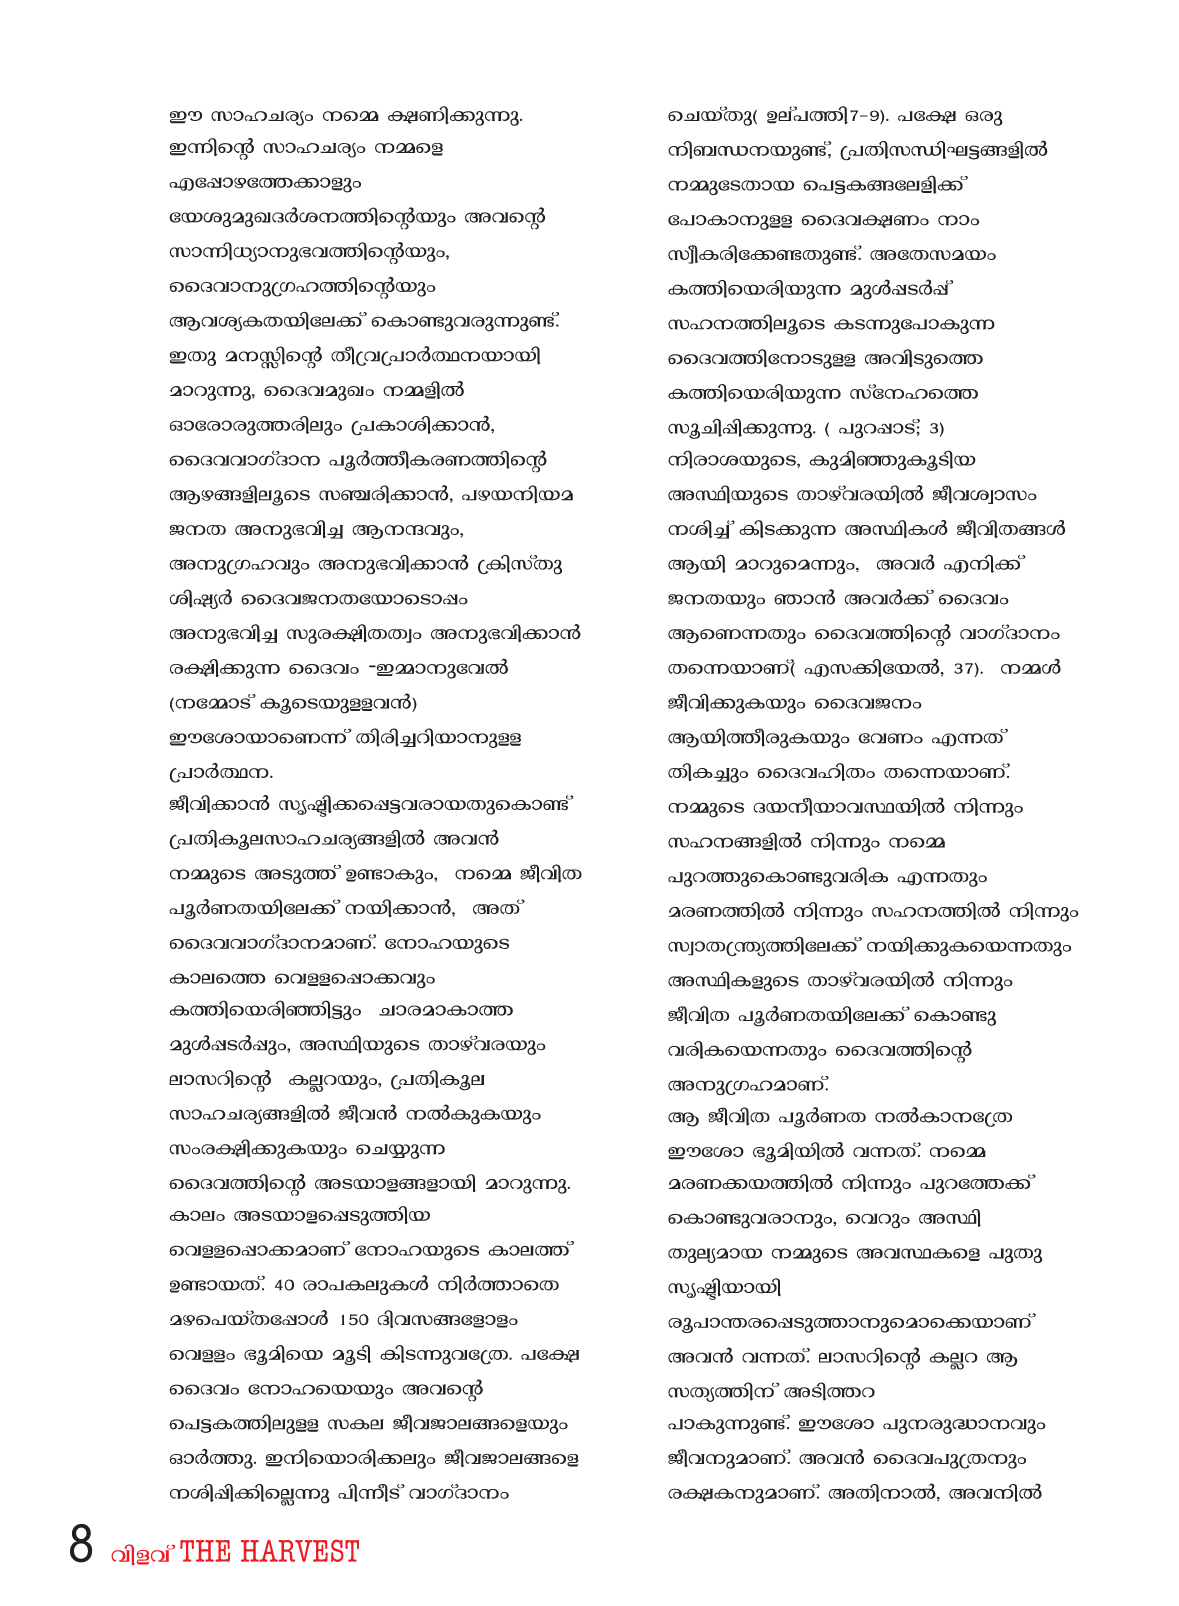 ഈ സാഹചര്യം നമ്മെ ക്ഷണിക്കുന്നു.
ഇന്നിന്റെ സാഹചര്യം നമ്മളെ
എപ്പോഴത്തേക്കാളും
യേശുമുഖദർശനത്തിന്റെയും അവന്റെ
സാന്നിധ്യാനുഭവത്തിന്റെയും,
ദൈവാനുഗ്രഹത്തിന്റെയും
ആവശ്യകതയിലേക്ക് കൊണ്ടുവരുന്നുണ്ട്.
ഇതു മനസ്സിന്റെ തീവ്രപ്രാർത്ഥനയായി
മാറുന്നു, ദൈവമുഖം നമ്മളിൽ
ഓരോരുത്തരിലും പ്രകാശിക്കാൻ,
ദൈവവാഗ്ദാന പൂർത്തീകരണത്തിന്റെ
ആഴങ്ങളിലൂടെ സഞ്ചരിക്കാൻ, പഴയനിയമ
ജനത അനുഭവിച്ച ആനന്ദവും,
അനുഗ്രഹവും അനുഭവിക്കാൻ ക്രിസ്തു
ശിഷ്യർ ദൈവജനതയോടൊപ്പം
അനുഭവിച്ച സുരക്ഷിതത്വം അനുഭവിക്കാൻ
രക്ഷിക്കുന്ന ദൈവം -ഇമ്മാനുവേൽ
(നമ്മോട് കൂടെയുളളവൻ)
ഈശോയാണെന്ന് തിരിച്ചറിയാനുളള
പ്രാർത്ഥന.
ജീവിക്കാൻ സൃഷ്ടിക്കപ്പെട്ടവരായതുകൊണ്ട്
പ്രതികൂലസാഹചര്യങ്ങളിൽ അവൻ
നമ്മുടെ അടുത്ത് ഉണ്ടാകും, നമ്മെ ജീവിത
പൂർണതയിലേക്ക് നയിക്കാൻ, അത്
ദൈവവാഗ്ദാനമാണ്. നോഹയുടെ
കാലത്തെ വെളളപ്പൊക്കവും
കത്തിയെരിഞ്ഞിട്ടും ചാരമാകാത്ത
മുൾപ്പടർപ്പും, അസ്ഥിയുടെ താഴ്‌വരയും
ലാസറിന്റെ കല്ലറയും, പ്രതികൂല
സാഹചര്യങ്ങളിൽ ജീവൻ നൽകുകയും
സംരക്ഷിക്കുകയും ചെയ്യുന്ന
ദൈവത്തിന്റെ അടയാളങ്ങളായി മാറുന്നു.
കാലം അടയാളപ്പെടുത്തിയ
വെളളപ്പൊക്കമാണ് നോഹയുടെ കാലത്ത്
ഉണ്ടായത്. 40 രാപകലുകൾ നിർത്താതെ
മഴപെയ്തപ്പോൾ 150 ദിവസങ്ങളോളം
വെളളം ഭൂമിയെ മൂടി കിടന്നുവത്രേ. പക്ഷേ
ദൈവം നോഹയെയും അവന്റെ
പെട്ടകത്തിലുളള സകല ജീവജാലങ്ങളെയും
ഓർത്തു. ഇനിയൊരിക്കലും ജീവജാലങ്ങളെ
നശിപ്പിക്കില്ലെന്നു പിന്നീട് വാഗ്ദാനം
ചെയ്തു( ഉല്പത്തി7-9). പക്ഷേ ഒരു
നിബന്ധനയുണ്ട്, പ്രതിസന്ധിഘട്ടങ്ങളിൽ
നമ്മുടേതായ പെട്ടകങ്ങലേളിക്ക്
പോകാനുളള ദൈവക്ഷണം നാം
സ്വീകരിക്കേണ്ടതുണ്ട്. അതേസമയം
കത്തിയെരിയുന്ന മുൾപ്പടർപ്പ്
സഹനത്തിലൂടെ കടന്നുപോകുന്ന
ദൈവത്തിനോടുളള അവിടുത്തെ
കത്തിയെരിയുന്ന സ്നേഹത്തെ
സൂചിപ്പിക്കുന്നു. ( പുറപ്പാട്; 3)
നിരാശയുടെ, കുമിഞ്ഞുകൂടിയ
അസ്ഥിയുടെ താഴ്‌വരയിൽ ജീവശ്വാസം
നശിച്ച് കിടക്കുന്ന അസ്ഥികൾ ജീവിതങ്ങൾ
ആയി മാറുമെന്നും, അവർ എനിക്ക്
ജനതയും ഞാൻ അവർക്ക് ദൈവം
ആണെന്നതും ദൈവത്തിന്റെ വാഗ്ദാനം
തന്നെയാണ്( എസക്കിയേൽ, 37). നമ്മൾ
ജീവിക്കുകയും ദൈവജനം
ആയിത്തീരുകയും വേണം എന്നത്
തികച്ചും ദൈവഹിതം തന്നെയാണ്.
നമ്മുടെ ദയനീയാവസ്ഥയിൽ നിന്നും
സഹനങ്ങളിൽ നിന്നും നമ്മെ
പുറത്തുകൊണ്ടുവരിക എന്നതും
മരണത്തിൽ നിന്നും സഹനത്തിൽ നിന്നും
സ്വാതന്ത്ര്യത്തിലേക്ക് നയിക്കുകയെന്നതും
അസ്ഥികളുടെ താഴ്‌വരയിൽ നിന്നും
ജീവിത പൂർണതയിലേക്ക് കൊണ്ടു
വരികയെന്നതും ദൈവത്തിന്റെ
അനുഗ്രഹമാണ്.
ആ ജീവിത പൂർണത നൽകാനത്രേ
ഈശോ ഭൂമിയിൽ വന്നത്. നമ്മെ
മരണക്കയത്തിൽ നിന്നും പുറത്തേക്ക്
കൊണ്ടുവരാനും, വെറും അസ്ഥി
തുല്യമായ നമ്മുടെ അവസ്ഥകളെ പുതു
സൃഷ്ടിയായി
രൂപാന്തരപ്പെടുത്താനുമൊക്കെയാണ്
അവൻ വന്നത്. ലാസറിന്റെ കല്ലറ ആ
സത്യത്തിന് അടിത്തറ
പാകുന്നുണ്ട്. ഈശോ പുനരുദ്ധാനവും
ജീവനുമാണ്. അവൻ ദൈവപുത്രനും
രക്ഷകനുമാണ്. അതിനാൽ, അവനിൽ
8 വിളവ് THE HARVEST